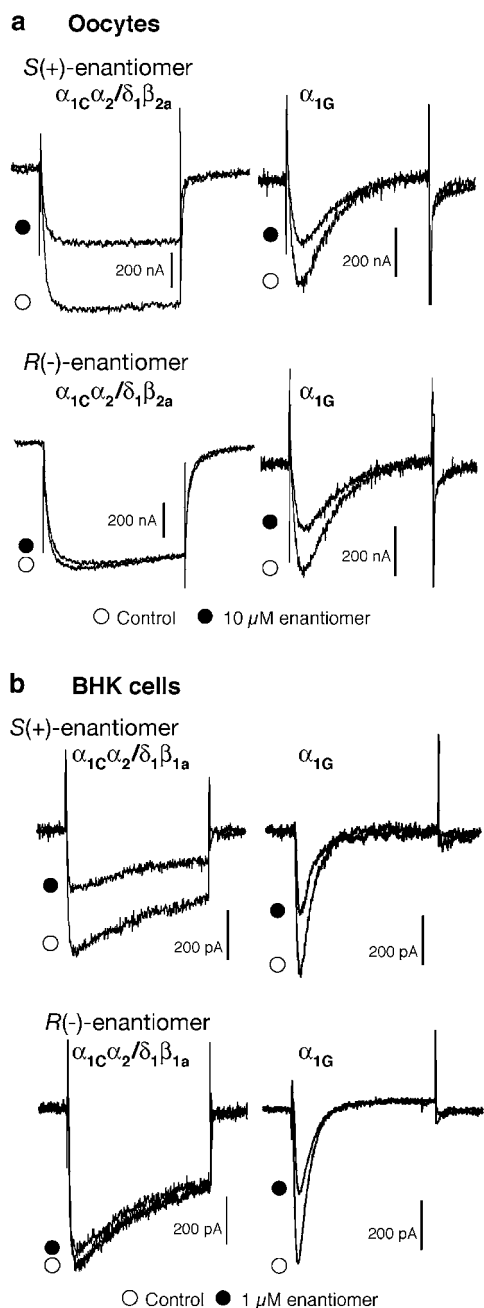 a Oocytes
S(+)-enantiomer
α1Cα2/δ1β2a α1G
200 nA 200 nA
R(-)-enantiomer
α1Cα2/δ1β2a α1G
200 nA 200 nA
Control 10 µM enantiomer
b BHK cells
S(+)-enantiomer
α1Cα2/δ1β1a α1G
200 pA 200 pA
R(-)-enantiomer
α1Cα2/δ1β1a α1G
200 pA 200 pA
Control 1 µM enantiomer